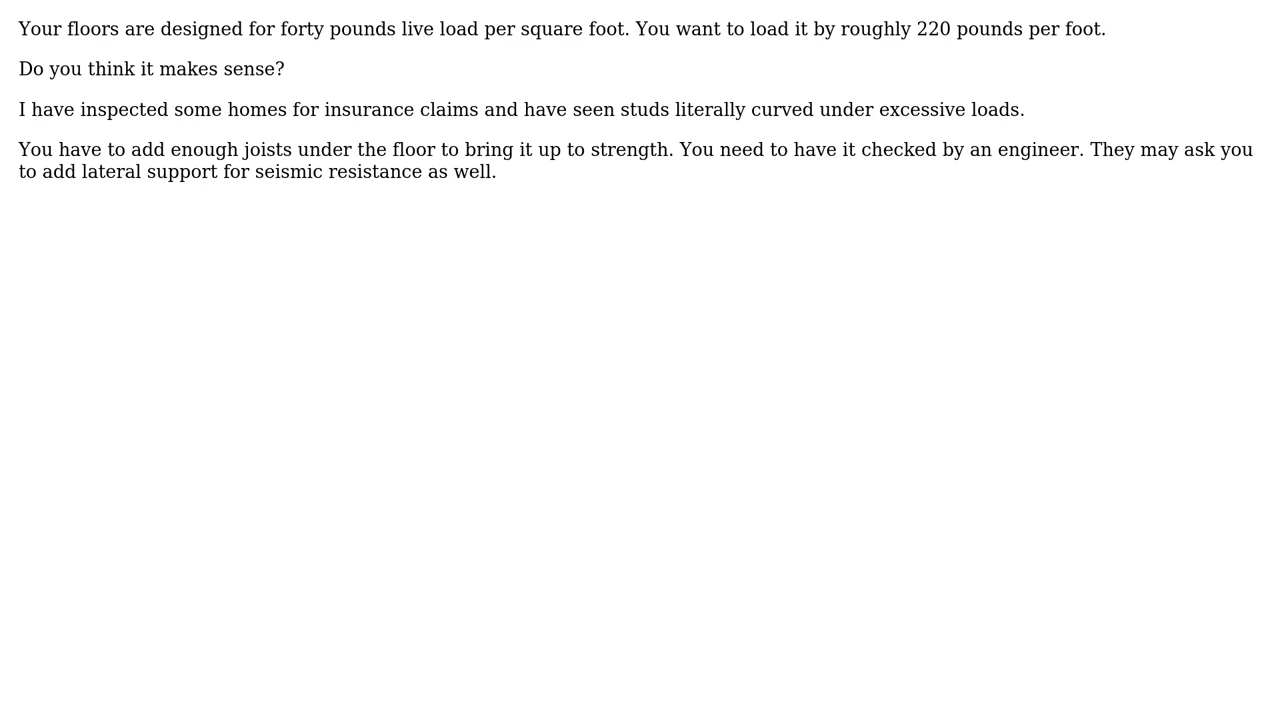 Your floors are designed for forty pounds live load per square foot. You want to load it by roughly 220 pounds per foot.
Do you think it makes sense?
I have inspected some homes for insurance claims and have seen studs literally curved under excessive loads.
You have to add enough joists under the floor to bring it up to strength. You need to have it checked by an engineer. They may ask you
to add lateral support for seismic resistance as well.